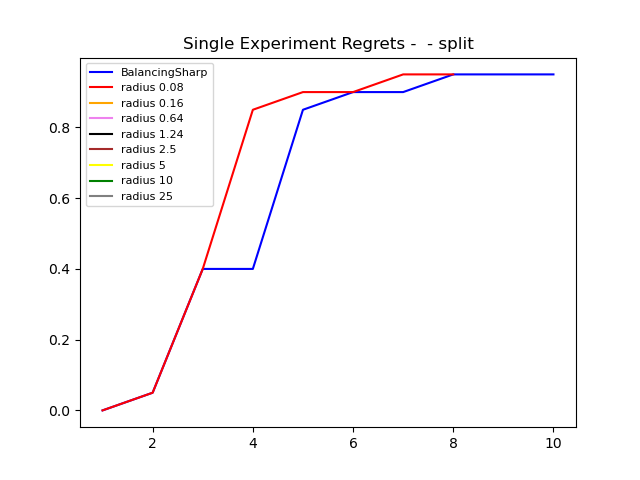 Single Experiment Regrets -  - split
BalancingSharp
radius 0.08
radius 0.16
radius 0.64
radius 1.24
radius 2.5
radius 5
radius 10
radius 25
0.8
0.6
0.4
0.2
0.0
2 4 6 8 10